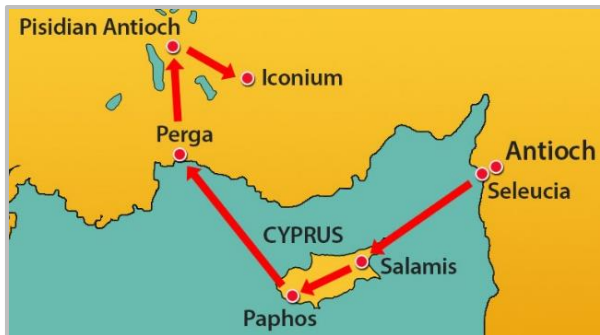 Pisidian Antioch
Iconium
Perga
Antioch
Seleucia
CYPRUS
Salamis
Paphos